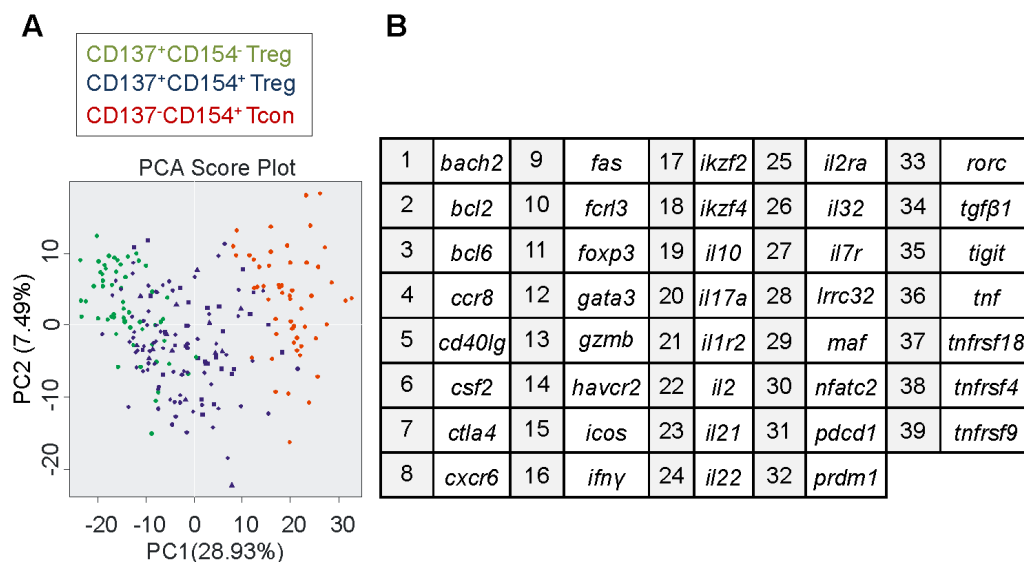 A
CD137⁺CD154⁻ Treg
CD137⁺CD154⁺ Treg
CD137⁻CD154⁺ Tcon
PCA Score Plot
PC2 (7.49%)
10
0
-10
-20
-20 -10 0 10 20 30
PC1(28.93%)
B
1 bach2 9 fas 17 ikzf2 25 il2ra 33 rorc
2 bcl2 10 fcrl3 18 ikzf4 26 il32 34 tgfβ1
3 bcl6 11 foxp3 19 il10 27 il7r 35 tigit
4 ccr8 12 gata3 20 il17a 28 lrrc32 36 tnf
5 cd40lg 13 gzmb 21 il1r2 29 maf 37 tnfrsf18
6 csf2 14 havcr2 22 il2 30 nfatc2 38 tnfrsf4
7 ctla4 15 icos 23 il21 31 pdcd1 39 tnfrsf9
8 cxcr6 16 ifnγ 24 il22 32 prdm1